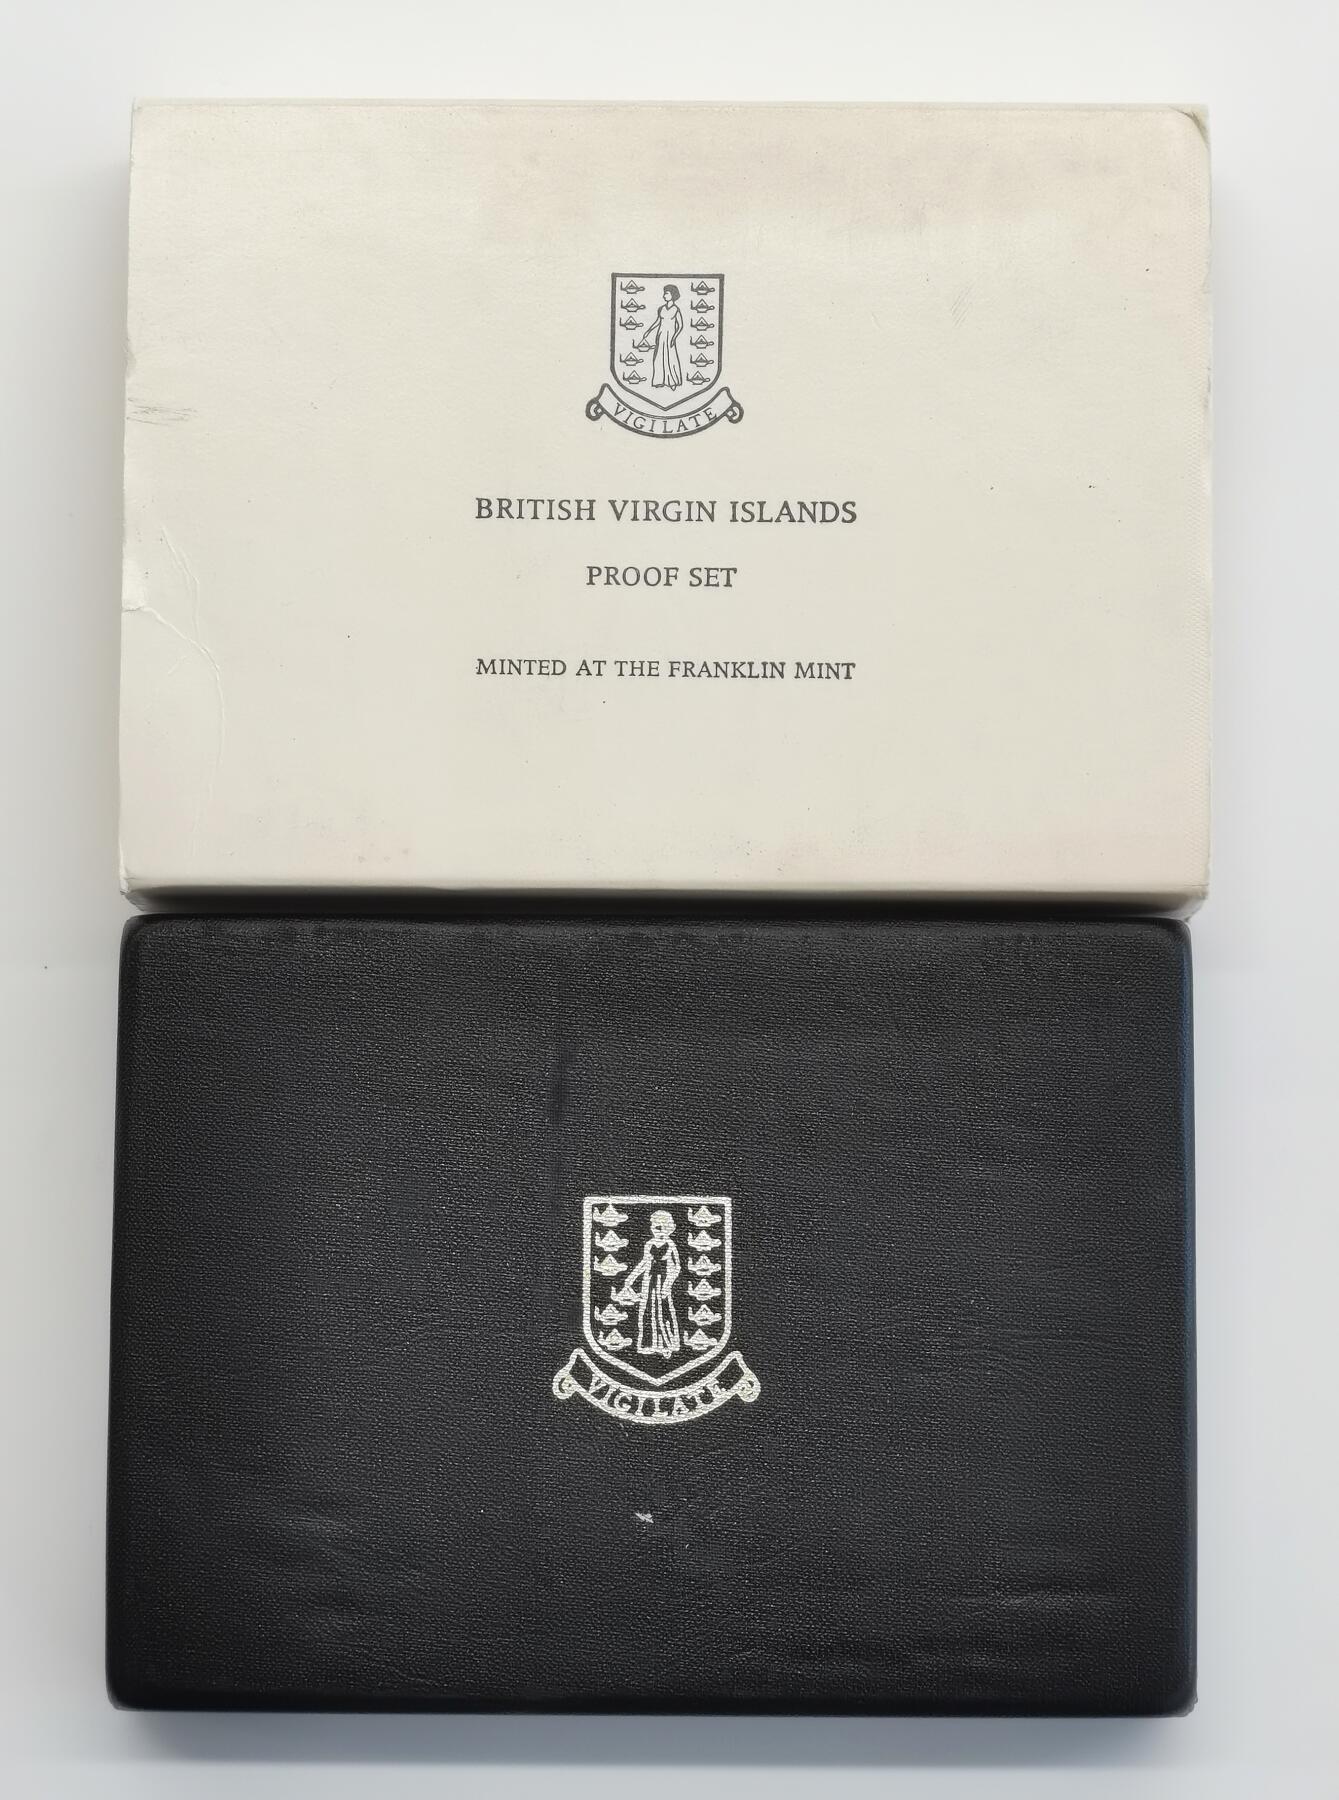 VIGILATE
BRITISH VIRGIN ISLANDS
PROOF SET
MINTED AT THE FRANKLIN MINT
VIGILATE